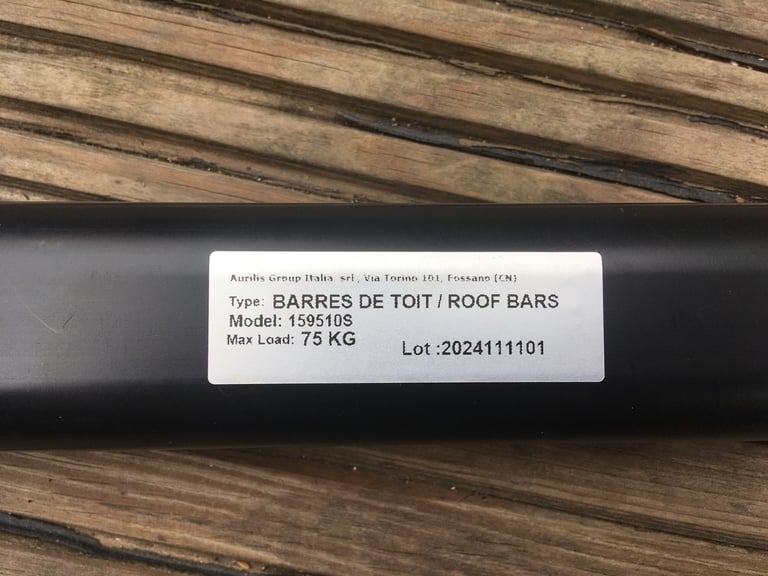 Aurilis Group Italia srl., Via Torino 101, Fossano (CN)
Type: BARRES DE TOIT / ROOF BARS
Model: 159510S
Max Load: 75 KG
Lot :2024111101